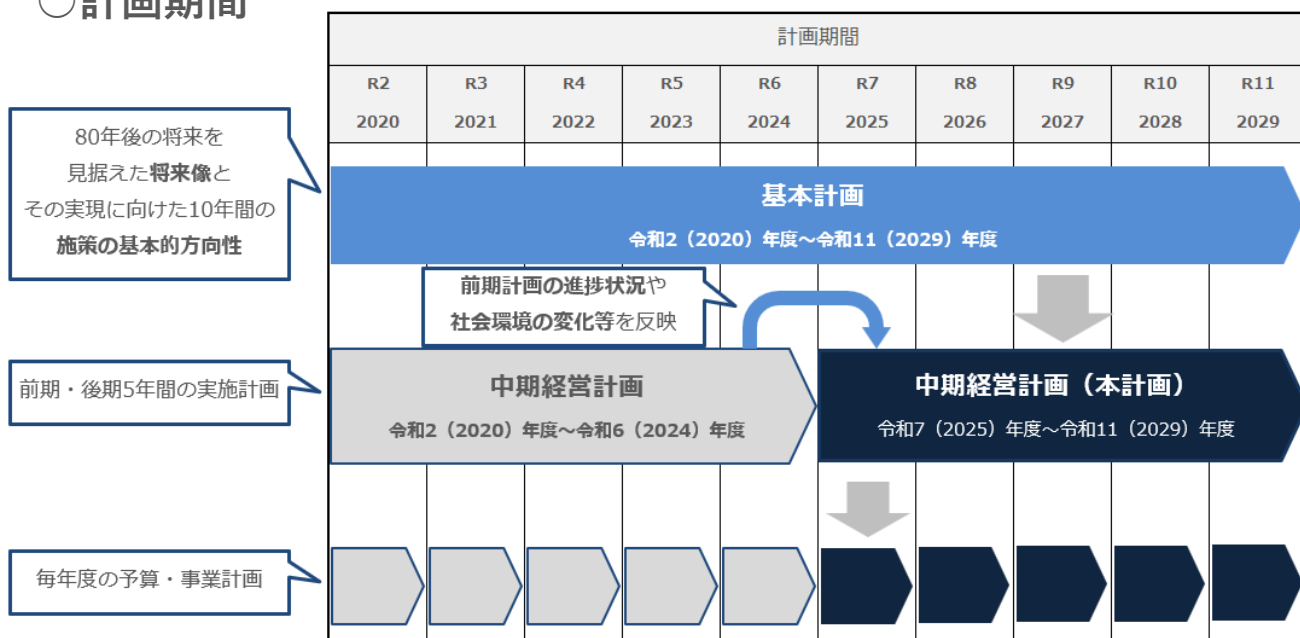 ○計画期間
計画期間
R2 R3 R4 R5 R6 R7 R8 R9 R10 R11
2020 2021 2022 2023 2024 2025 2026 2027 2028 2029
80年後の将来を
見据えた将来像と
その実現に向けた10年間の
施策の基本的方向性
基本計画
令和2（2020）年度～令和11（2029）年度
前期計画の進捗状況や
社会環境の変化等を反映
前期・後期5年間の実施計画
中期経営計画
令和2（2020）年度～令和6（2024）年度
中期経営計画（本計画）
令和7（2025）年度～令和11（2029）年度
毎年度の予算・事業計画